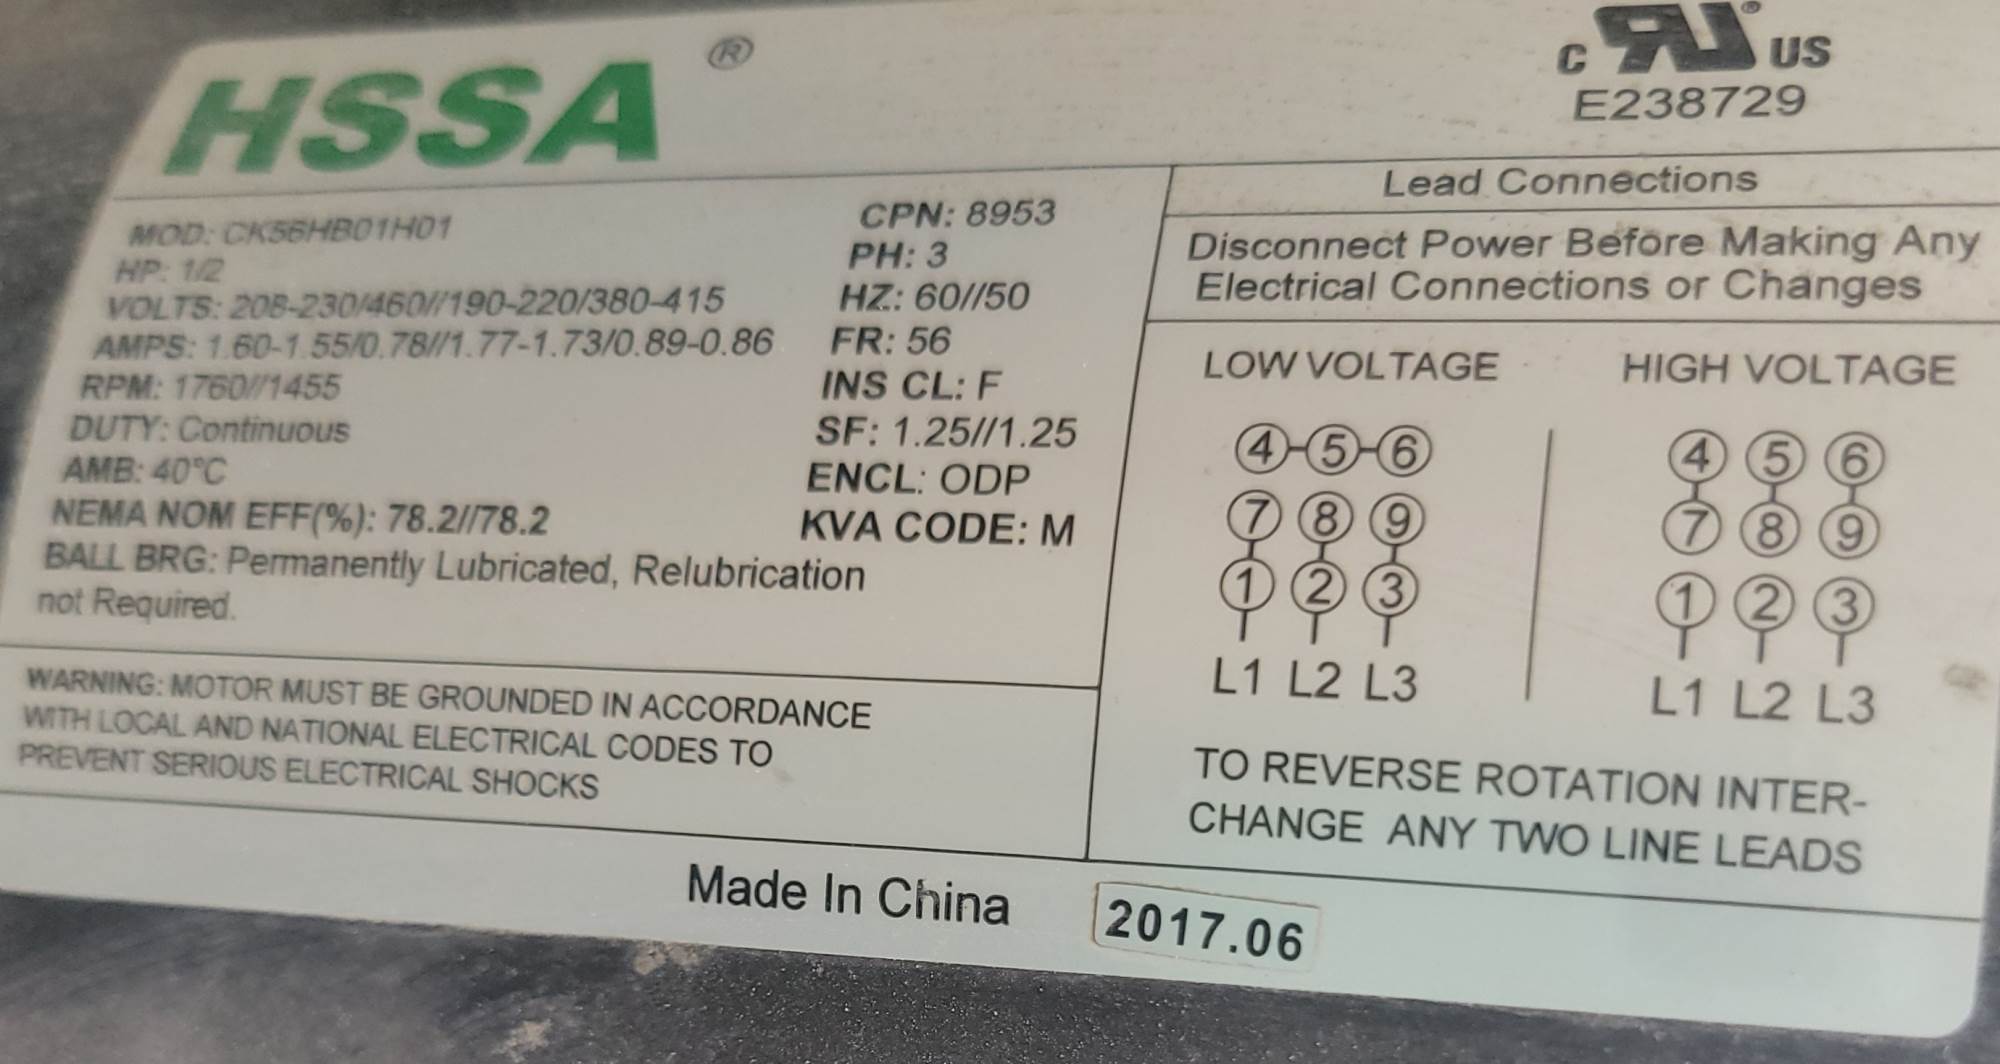 HSSA ®
c RU ® US
E238729
MOD: CK56HB01H01
HP: 1/2
VOLTS: 208-230/460//190-220/380-415
AMPS: 1.60-1.55/0.78//1.77-1.73/0.89-0.86
RPM: 1760//1455
DUTY: Continuous
AMB: 40°C
NEMA NOM EFF(%): 78.2//78.2
BALL BRG: Permanently Lubricated, Relubrication
not Required.
CPN: 8953
PH: 3
HZ: 60//50
FR: 56
INS CL: F
SF: 1.25//1.25
ENCL: ODP
KVA CODE: M
WARNING: MOTOR MUST BE GROUNDED IN ACCORDANCE
WITH LOCAL AND NATIONAL ELECTRICAL CODES TO
PREVENT SERIOUS ELECTRICAL SHOCKS
Lead Connections
Disconnect Power Before Making Any
Electrical Connections or Changes
LOW VOLTAGE
4-5-6
7 8 9
1 2 3
L1 L2 L3
HIGH VOLTAGE
4 5 6
7 8 9
1 2 3
L1 L2 L3
TO REVERSE ROTATION INTER-
CHANGE ANY TWO LINE LEADS
Made In China
2017.06